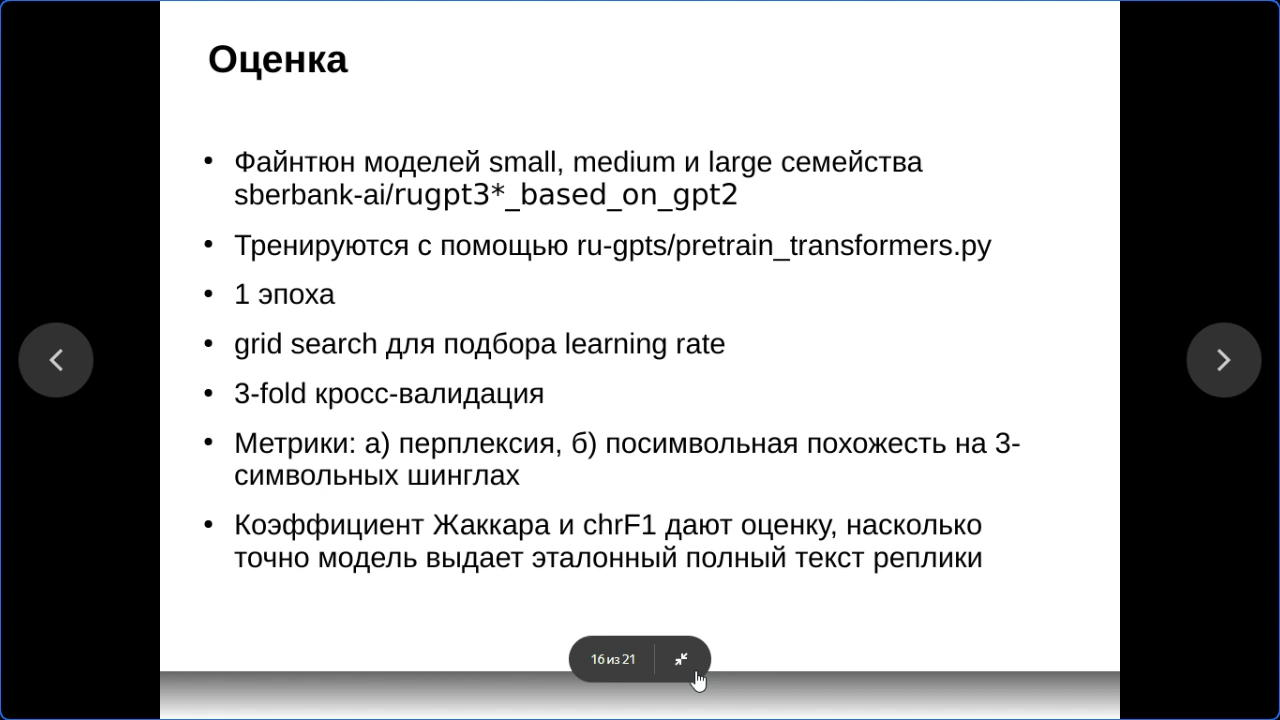 Оценка
• Файнтюн моделей small, medium и large семейства
sberbank-ai/rugpt3*_based_on_gpt2
• Тренируются с помощью ru-gpts/pretrain_transformers.py
• 1 эпоха
• grid search для подбора learning rate
• 3-fold кросс-валидация
• Метрики: а) перплексия, б) посимвольная похожесть на 3-
символьных шинглах
• Коэффициент Жаккара и chrF1 дают оценку, насколько
точно модель выдает эталонный полный текст реплики
16 из 21